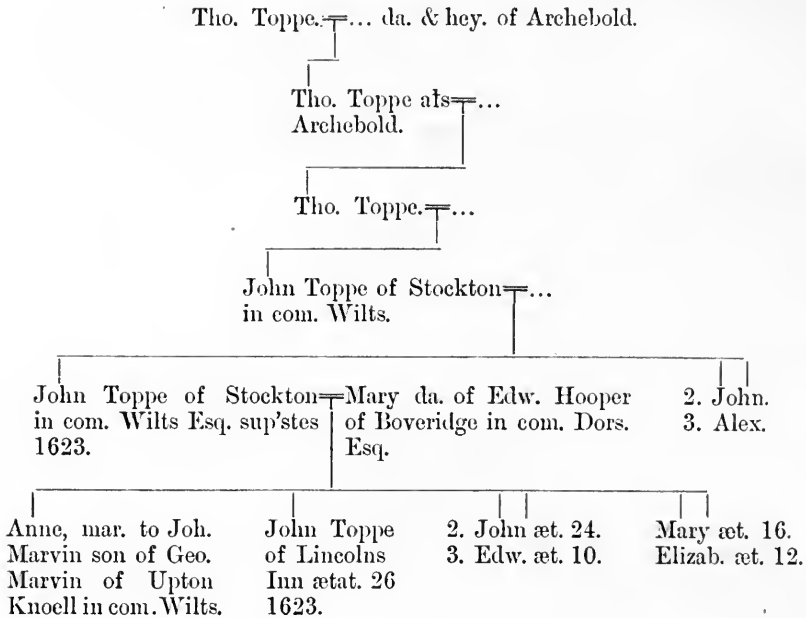 Tho. Toppe.=... da. & hey. of Archebold.
Tho. Toppe als=...
Archebold.
Tho. Toppe.=...
John Toppe of Stockton=...
in com. Wilts.
John Toppe of Stockton=Mary da. of Edw. Hooper
in com. Wilts Esq. sup'stes of Boveridge in com. Dors.
1623. Esq.
2. John.
3. Alex.
Anne, mar. to Joh.
Marvin son of Geo.
Marvin of Upton
Knoell in com. Wilts.
John Toppe
of Lincolns
Inn ætat. 26
1623.
2. John æt. 24.
3. Edw. æt. 10.
Mary æt. 16.
Elizab. æt. 12.